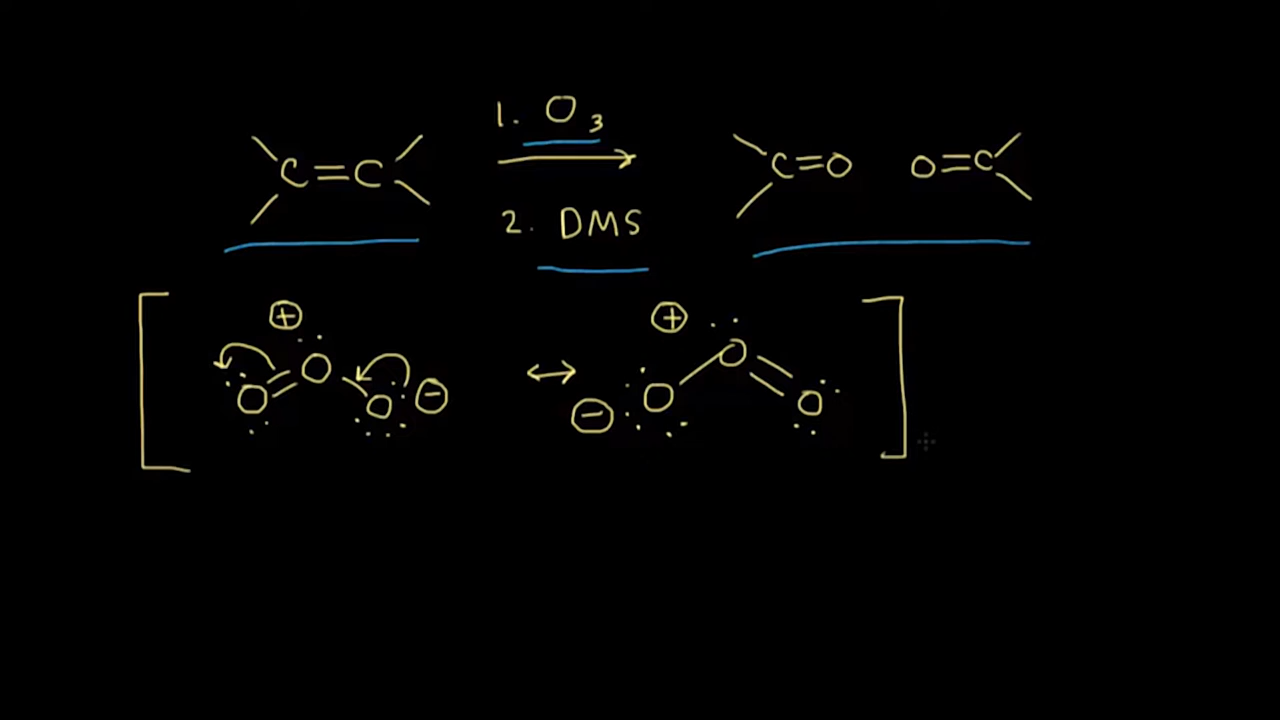 1. O3
C=C
C=O O=C
2. DMS
⊕ ⊕
O=O-O ⊖ ↔ ⊖ O-O=O